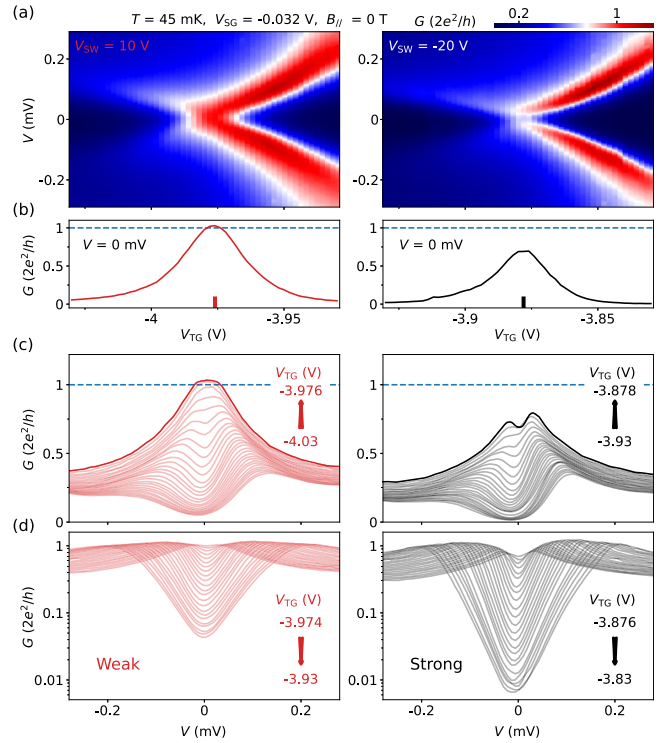 (a)
T = 45 mK, V_SG = -0.032 V, B_// = 0 T
G (2e²/h)
0.2
1
V_SW = 10 V
V_SW = -20 V
V (mV)
0.2
0
-0.2
(b)
G (2e²/h)
1
0.5
0
V = 0 mV
V = 0 mV
-4
-3.95
-3.9
-3.85
V_TG (V)
V_TG (V)
(c)
G (2e²/h)
1
0.5
0
V_TG (V)
-3.976
-4.03
V_TG (V)
-3.878
-3.93
(d)
G (2e²/h)
1
0.1
0.01
V_TG (V)
-3.974
-3.93
Weak
V_TG (V)
-3.876
-3.83
Strong
-0.2
0
0.2
-0.2
0
0.2
V (mV)
V (mV)